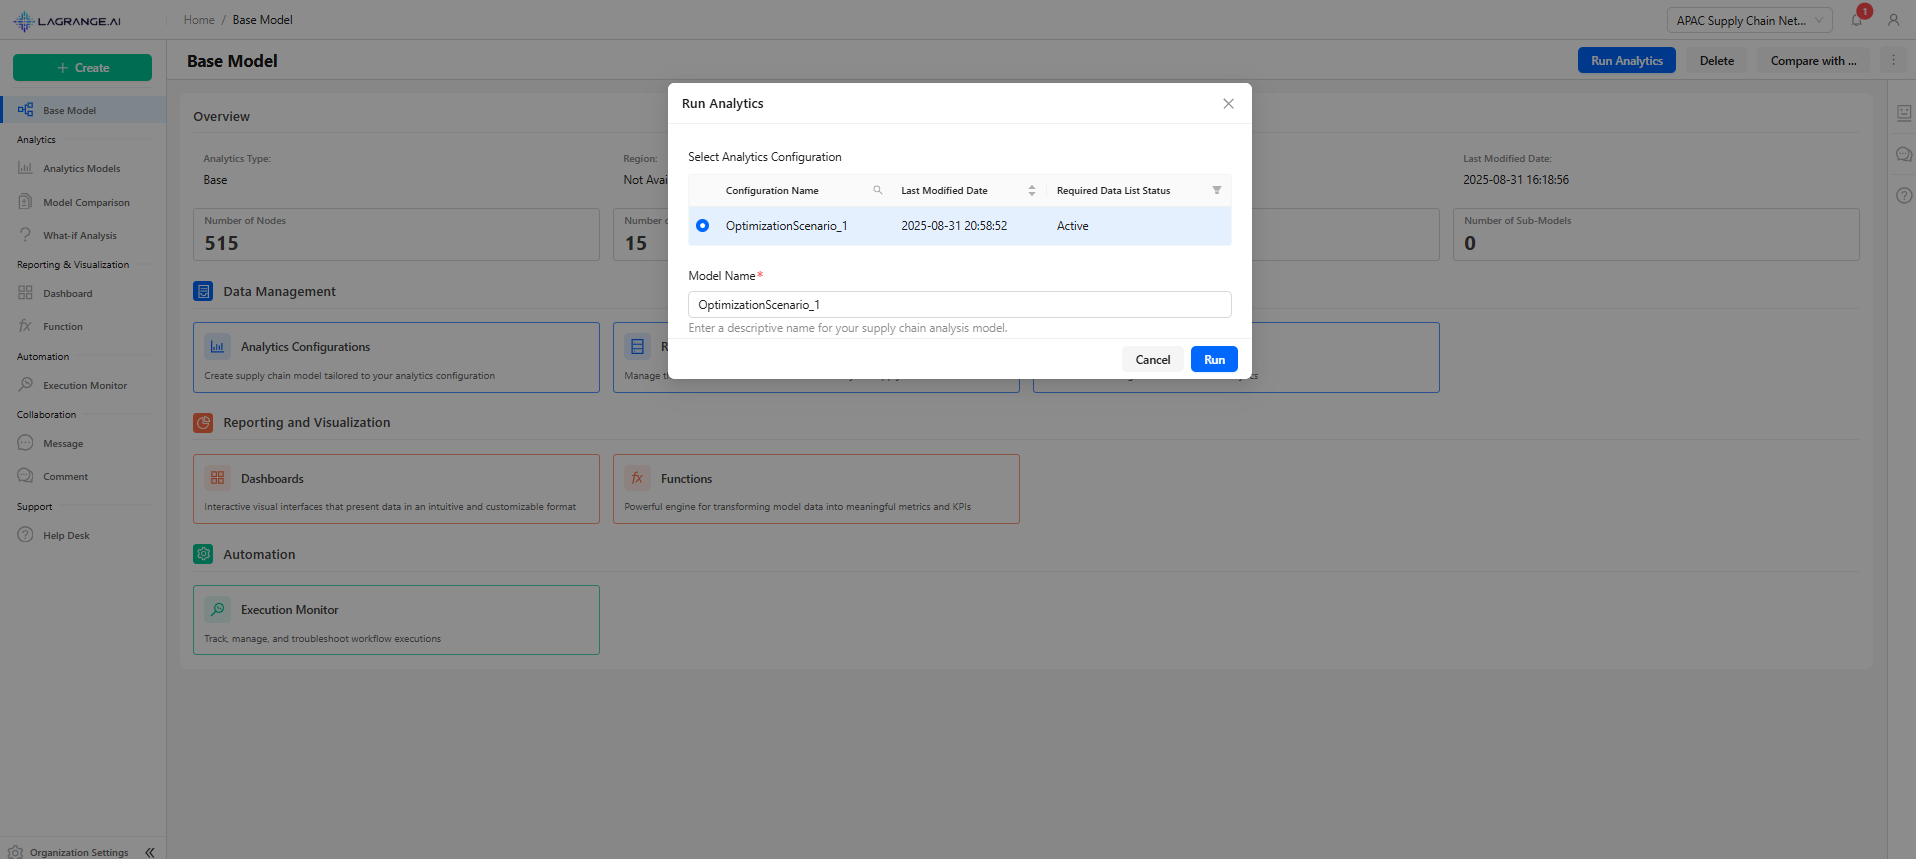 LAGRANGE.AI
Home / Base Model
APAC Supply Chain Net...
1
Create
Base Model
Run Analytics
Delete
Compare with ...
Base Model
Analytics
Analytics Models
Model Comparison
What-if Analysis
Reporting & Visualization
Dashboard
Function
Automation
Execution Monitor
Collaboration
Message
Comment
Support
Help Desk
Organization Settings
Overview
Analytics Type:
Base
Region:
Not Avai
Last Modified Date:
2025-08-31 16:18:56
Number of Nodes
515
Number
15
Number of Sub-Models
0
Data Management
Analytics Configurations
Create supply chain model tailored to your analytics configuration
R
Manage
Reporting and Visualization
Dashboards
Interactive visual interfaces that present data in an intuitive and customizable format
Functions
fx
Powerful engine for transforming model data into meaningful metrics and KPIs
Automation
Execution Monitor
Track, manage, and troubleshoot workflow executions
Run Analytics
Select Analytics Configuration
Configuration Name
Last Modified Date
Required Data List Status
OptimizationScenario_1
2025-08-31 20:58:52
Active
Model Name*
OptimizationScenario_1
Enter a descriptive name for your supply chain analysis model.
Cancel
Run